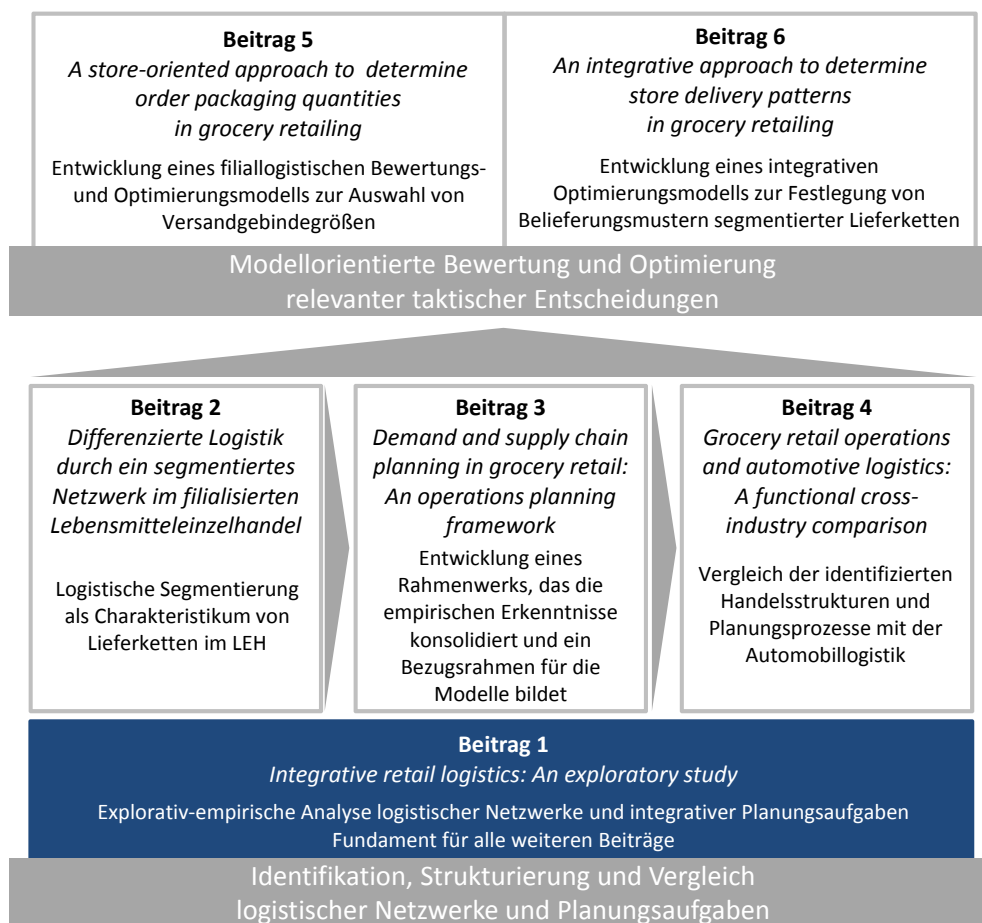 Beitrag 5
A store-oriented approach to determine
order packaging quantities
in grocery retailing
Entwicklung eines filiallogistischen Bewertungs-
und Optimierungsmodells zur Auswahl von
Versandgebindegrößen
Beitrag 6
An integrative approach to determine
store delivery patterns
in grocery retailing
Entwicklung eines integrativen
Optimierungsmodells zur Festlegung von
Belieferungsmustern segmentierter Lieferketten
Modellorientierte Bewertung und Optimierung
relevanter taktischer Entscheidungen
Beitrag 2
Differenzierte Logistik
durch ein segmentiertes
Netzwerk im filialisierten
Lebensmitteleinzelhandel
Logistische Segmentierung
als Charakteristikum von
Lieferketten im LEH
Beitrag 3
Demand and supply chain
planning in grocery retail:
An operations planning
framework
Entwicklung eines
Rahmenwerks, das die
empirischen Erkenntnisse
konsolidiert und ein
Bezugsrahmen für die
Modelle bildet
Beitrag 4
Grocery retail operations
and automotive logistics:
A functional cross-
industry comparison
Vergleich der identifizierten
Handelsstrukturen und
Planungsprozesse mit der
Automobillogistik
Beitrag 1
Integrative retail logistics: An exploratory study
Explorativ-empirische Analyse logistischer Netzwerke und integrativer Planungsaufgaben
Fundament für alle weiteren Beiträge
Identifikation, Strukturierung und Vergleich
logistischer Netzwerke und Planungsaufgaben